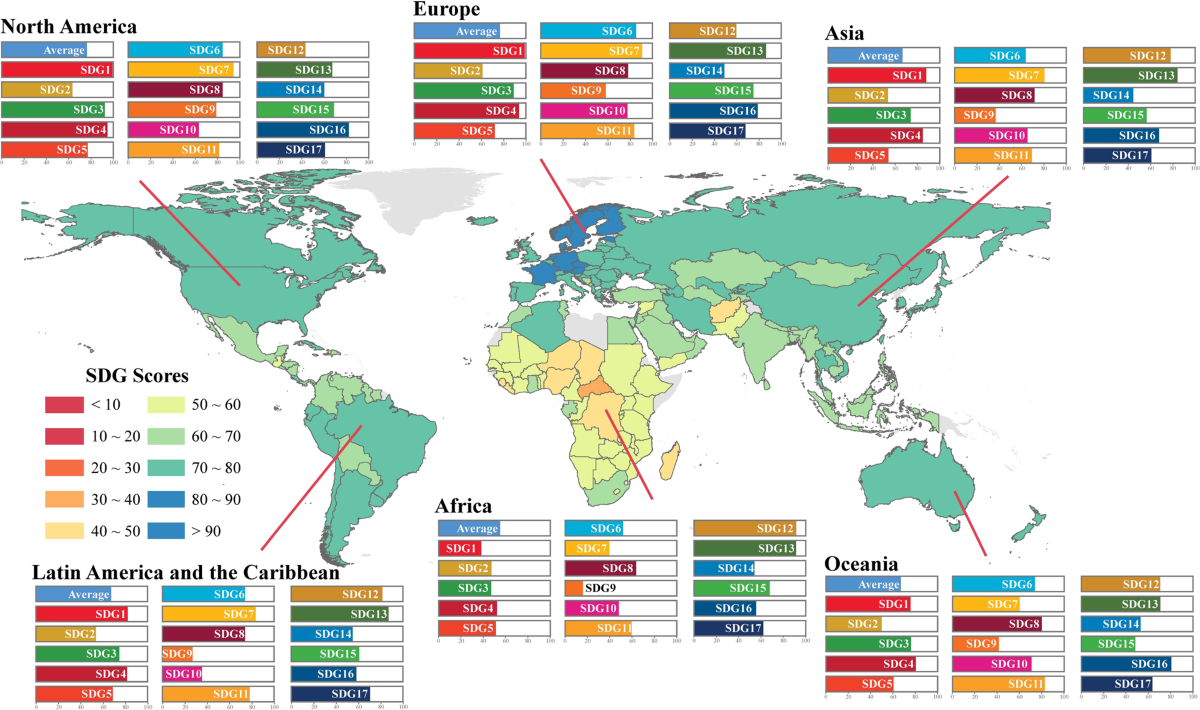 North America
Average SDG6 SDG12
SDG1 SDG7 SDG13
SDG2 SDG8 SDG14
SDG3 SDG9 SDG15
SDG4 SDG10 SDG16
SDG5 SDG11 SDG17
0 20 40 60 80 100 0 20 40 60 80 100 0 20 40 60 80 100
Europe
Average SDG6 SDG12
SDG1 SDG7 SDG13
SDG2 SDG8 SDG14
SDG3 SDG9 SDG15
SDG4 SDG10 SDG16
SDG5 SDG11 SDG17
0 20 40 60 80 100 0 20 40 60 80 100 0 20 40 60 80 100
Asia
Average SDG6 SDG12
SDG1 SDG7 SDG13
SDG2 SDG8 SDG14
SDG3 SDG9 SDG15
SDG4 SDG10 SDG16
SDG5 SDG11 SDG17
0 20 40 60 80 100 0 20 40 60 80 100 0 20 40 60 80 100
SDG Scores
< 10 50 ~ 60
10 ~ 20 60 ~ 70
20 ~ 30 70 ~ 80
30 ~ 40 80 ~ 90
40 ~ 50 > 90
Latin America and the Caribbean
Average SDG6 SDG12
SDG1 SDG7 SDG13
SDG2 SDG8 SDG14
SDG3 SDG9 SDG15
SDG4 SDG10 SDG16
SDG5 SDG11 SDG17
0 20 40 60 80 100 0 20 40 60 80 100 0 20 40 60 80 100
Africa
Average SDG6 SDG12
SDG1 SDG7 SDG13
SDG2 SDG8 SDG14
SDG3 SDG9 SDG15
SDG4 SDG10 SDG16
SDG5 SDG11 SDG17
0 20 40 60 80 100 0 20 40 60 80 100 0 20 40 60 80 100
Oceania
Average SDG6 SDG12
SDG1 SDG7 SDG13
SDG2 SDG8 SDG14
SDG3 SDG9 SDG15
SDG4 SDG10 SDG16
SDG5 SDG11 SDG17
0 20 40 60 80 100 0 20 40 60 80 100 0 20 40 60 80 100